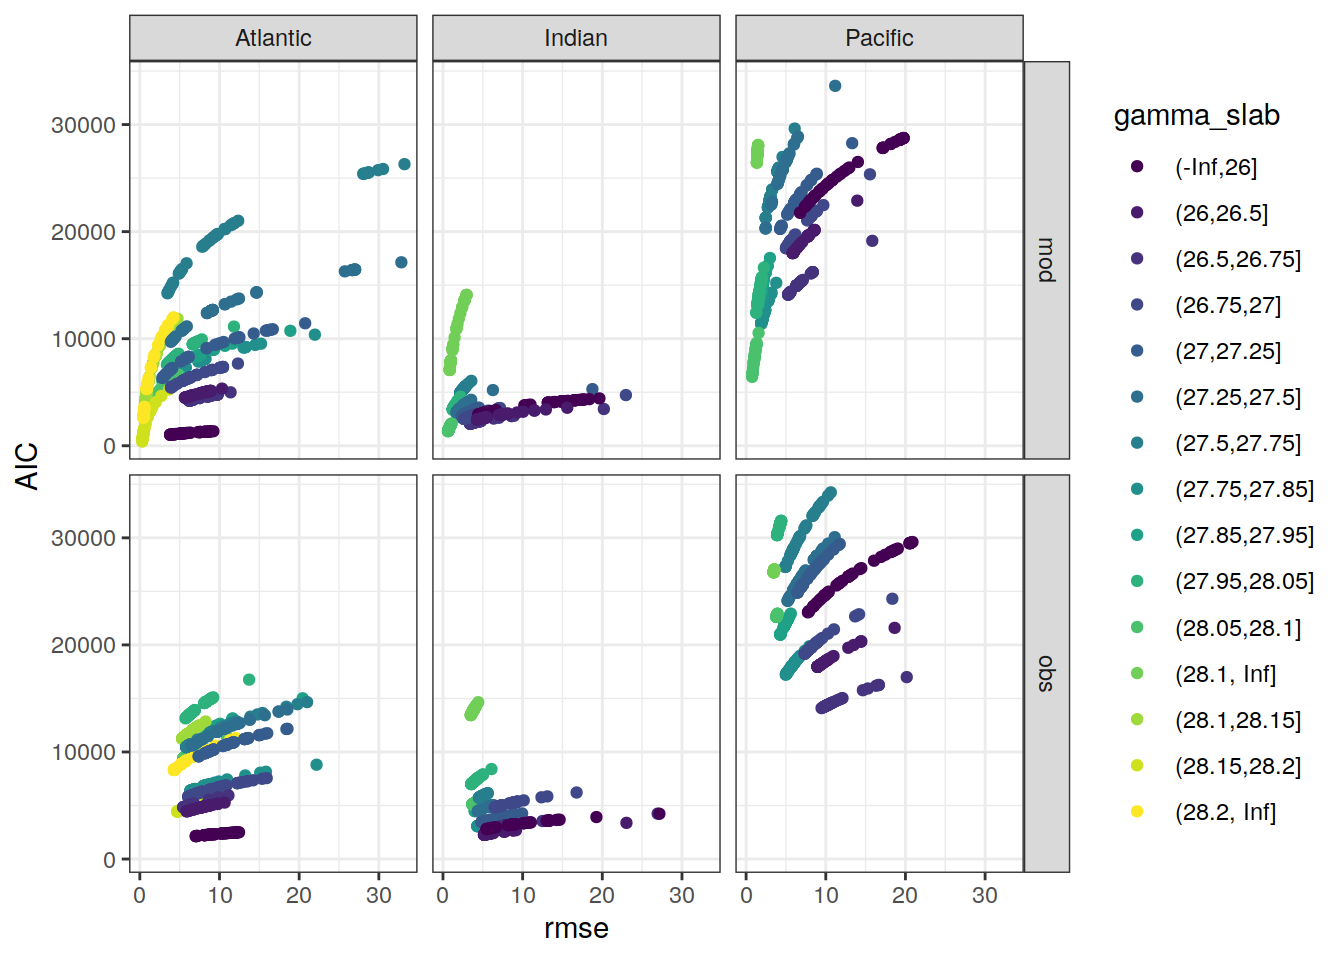 Atlantic
Indian
Pacific
30000
20000
10000
0
mod
30000
20000
10000
0
obs
0
10
20
30
0
10
20
30
0
10
20
30
rmse
AIC
gamma_slab
(-Inf,26]
(26,26.5]
(26.5,26.75]
(26.75,27]
(27,27.25]
(27.25,27.5]
(27.5,27.75]
(27.75,27.85]
(27.85,27.95]
(27.95,28.05]
(28.05,28.1]
(28.1, Inf]
(28.1,28.15]
(28.15,28.2]
(28.2, Inf]